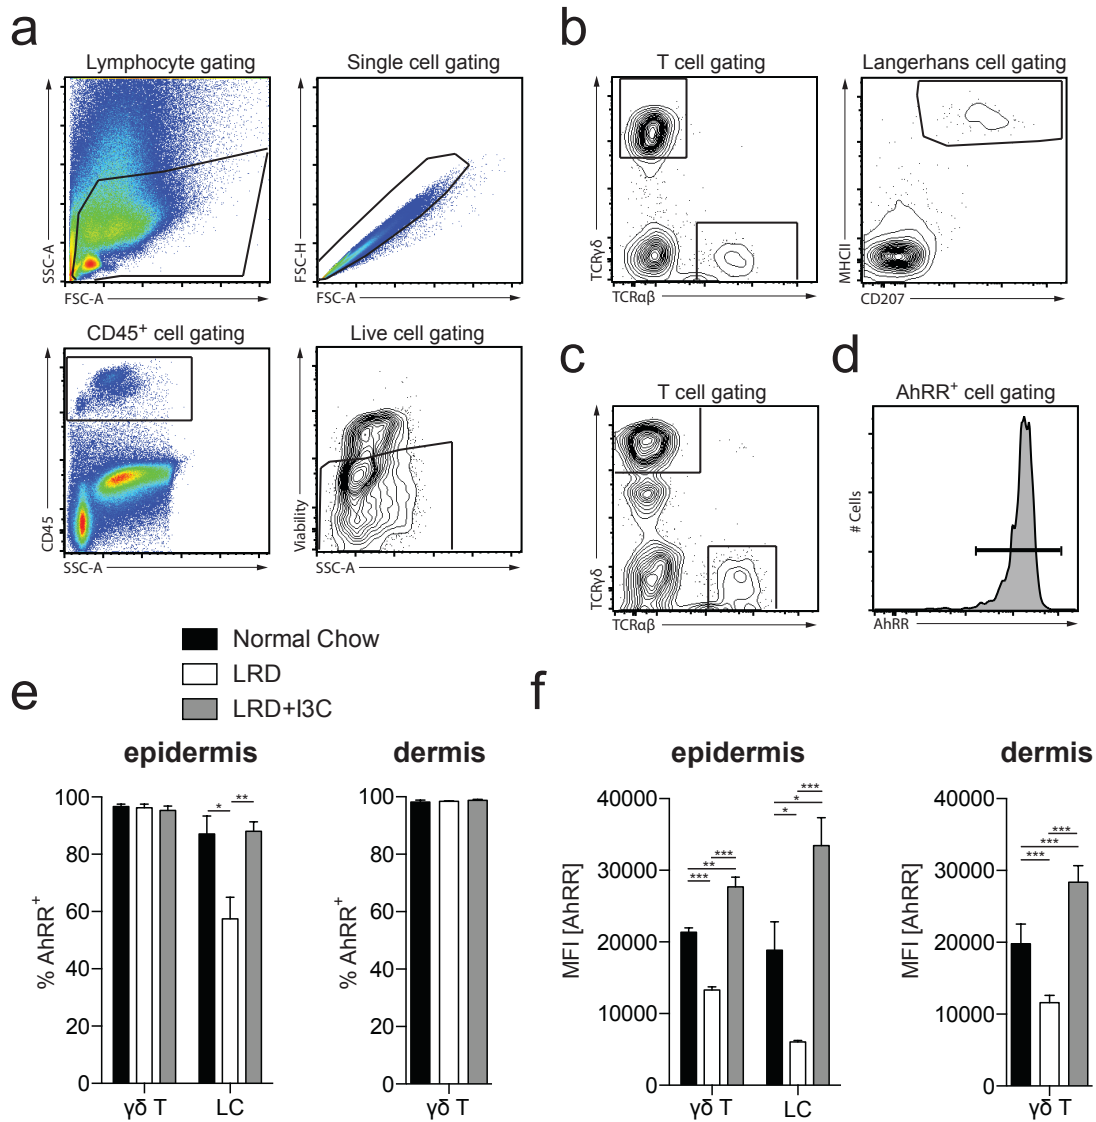 a
Lymphocyte gating
SSC-A
FSC-A
Single cell gating
FSC-H
FSC-A
CD45+ cell gating
CD45
SSC-A
Live cell gating
Viability
SSC-A
b
T cell gating
TCRγδ
TCRαβ
Langerhans cell gating
MHCII
CD207
c
T cell gating
TCRγδ
TCRαβ
d
AhRR+ cell gating
# Cells
AhRR
Normal Chow
LRD
LRD+I3C
e
epidermis
% AhRR+
100
80
60
40
20
0
* **
γδ T LC
dermis
% AhRR+
100
80
60
40
20
0
γδ T
f
epidermis
MFI [AhRR]
40000
30000
20000
10000
0
***
**
***
***
*
*
γδ T LC
dermis
MFI [AhRR]
40000
30000
20000
10000
0
***
***
***
γδ T